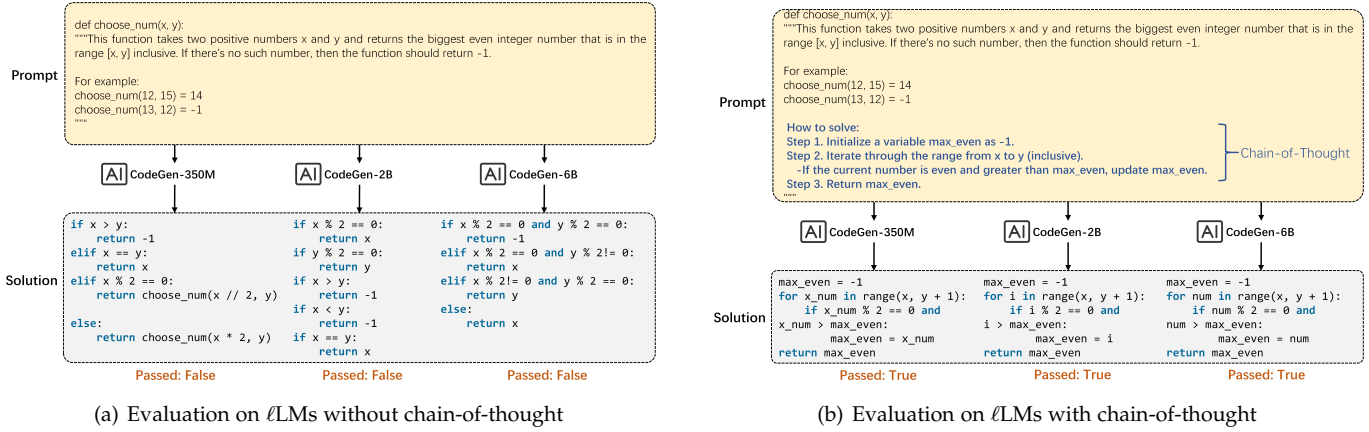 def choose_num(x, y):
"""This function takes two positive numbers x and y and returns the biggest even integer number that is in the
range [x, y] inclusive. If there's no such number, then the function should return -1.
Prompt
For example:
choose_num(12, 15) = 14
choose_num(13, 12) = -1
"""
AI CodeGen-350M
AI CodeGen-2B
AI CodeGen-6B
Solution
if x > y:
return -1
elif x == y:
return x
elif x % 2 == 0:
return choose_num(x // 2, y)
else:
return choose_num(x * 2, y)
if x % 2 == 0:
return x
if y % 2 == 0:
return y
if x > y:
return -1
if x < y:
return -1
if x == y:
return x
if x % 2 == 0 and y % 2 == 0:
return -1
elif x % 2 == 0 and y % 2!= 0:
return x
elif x % 2!= 0 and y % 2 == 0:
return y
else:
return x
Passed: False
Passed: False
Passed: False
(a) Evaluation on ℓLMs without chain-of-thought
def choose_num(x, y):
"""This function takes two positive numbers x and y and returns the biggest even integer number that is in the
range [x, y] inclusive. If there's no such number, then the function should return -1.
Prompt
For example:
choose_num(12, 15) = 14
choose_num(13, 12) = -1
How to solve:
Step 1. Initialize a variable max_even as -1.
Step 2. Iterate through the range from x to y (inclusive).
-If the current number is even and greater than max_even, update max_even.
Step 3. Return max_even.
"""
Chain-of-Thought
AI CodeGen-350M
AI CodeGen-2B
AI CodeGen-6B
Solution
max_even = -1
for x_num in range(x, y + 1):
if x_num % 2 == 0 and
x_num > max_even:
max_even = x_num
return max_even
max_even = -1
for i in range(x, y + 1):
if i % 2 == 0 and
i > max_even:
max_even = i
return max_even
max_even = -1
for num in range(x, y + 1):
if num % 2 == 0 and
num > max_even:
max_even = num
return max_even
Passed: True
Passed: True
Passed: True
(b) Evaluation on ℓLMs with chain-of-thought